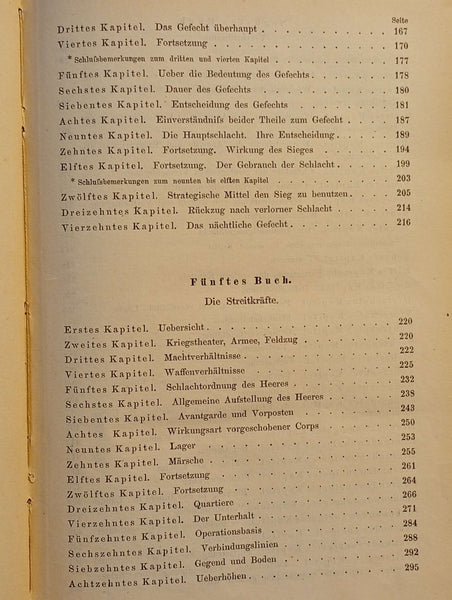 Seite
Drittes Kapitel. Das Gefecht überhaupt . . . . . . . . . 167
Viertes Kapitel. Fortsetzung . . . . . . . . . . . . 170
* Schlufsbemerkungen zum dritten und vierten Kapitel . . . . . . . 177
Fünftes Kapitel. Ueber die Bedeutung des Gefechts . . . . . . 178
Sechstes Kapitel. Dauer des Gefechts . . . . . . . . . 180
Siebentes Kapitel. Entscheidung des Gefechts . . . . . . . 181
Achtes Kapitel. Einverständnifs beider Theile zum Gefecht . . . . 187
Neuntes Kapitel. Die Hauptschlacht. Ihre Entscheidung . . . . . 189
Zehntes Kapitel. Fortsetzung. Wirkung des Sieges . . . . . . 194
Elftes Kapitel. Fortsetzung. Der Gebrauch der Schlacht . . . . . 199
* Schlufsbemerkungen zum neunten bis elften Kapitel . . . . . . . 203
Zwölftes Kapitel. Strategische Mittel den Sieg zu benutzen . . . . 205
Dreizehntes Kapitel. Rückzug nach verlorner Schlacht . . . . . 214
Vierzehntes Kapitel. Das nächtliche Gefecht . . . . . . . 216
Fünftes Buch.
Die Streitkräfte.
Erstes Kapitel. Uebersicht . . . . . . . . . . . . 220
Zweites Kapitel. Kriegstheater, Armee, Feldzug . . . . . . 220
Drittes Kapitel. Machtverhältnisse . . . . . . . . . . 222
Viertes Kapitel. Waffenverhältnisse . . . . . . . . . 225
Fünftes Kapitel. Schlachtordnung des Heeres . . . . . . . 232
Sechstes Kapitel. Allgemeine Aufstellung des Heeres . . . . . 238
Siebentes Kapitel. Avantgarde und Vorposten . . . . . . . 243
Achtes Kapitel. Wirkungsart vorgeschobener Corps . . . . . . 250
Neuntes Kapitel. Lager . . . . . . . . . . . . . 253
Zehntes Kapitel. Märsche . . . . . . . . . . . . 255
Elftes Kapitel. Fortsetzung . . . . . . . . . . . . 261
Zwölftes Kapitel. Fortsetzung . . . . . . . . . . . 264
Dreizehntes Kapitel. Quartiere . . . . . . . . . . . 266
Vierzehntes Kapitel. Der Unterhalt . . . . . . . . . . 271
Fünfzehntes Kapitel. Operationsbasis . . . . . . . . . 284
Sechszehntes Kapitel. Verbindungslinien . . . . . . . . 288
Siebzehntes Kapitel. Gegend und Boden . . . . . . . . . 292
Achtzehntes Kapitel. Ueberhöhen . . . . . . . . . . 295